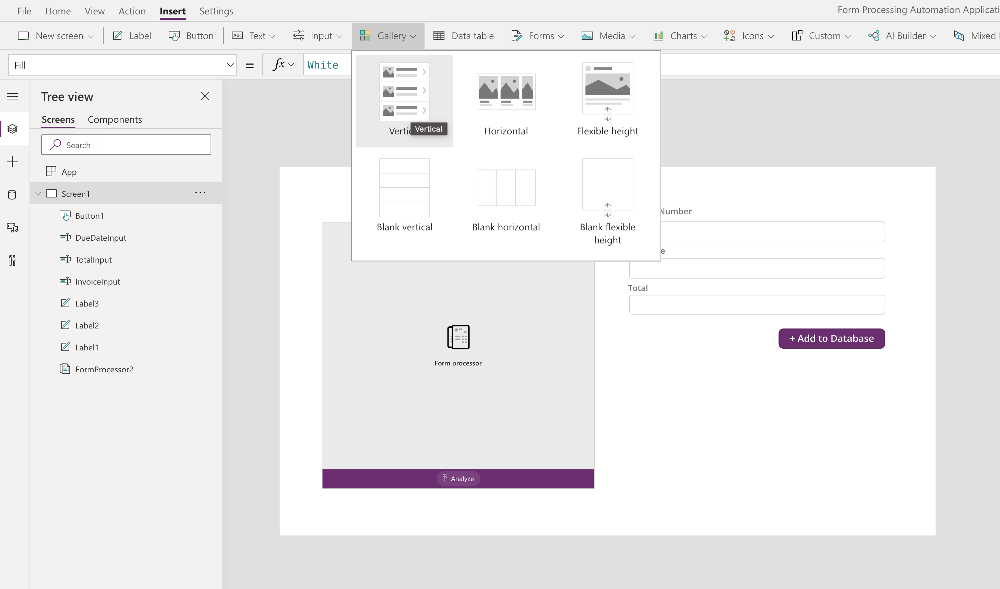 File Home View Action Insert Settings
Form Processing Automation Applicati
New screen Label Button Abc Text Input Gallery Data table Forms Media Charts Icons Custom AI Builder Mixed
Fill = fx White
Tree view
Screens Components
Search
App
Screen1
Button1
DueDateInput
TotalInput
InvoiceInput
Label3
Label2
Label1
FormProcessor2
Vertical
Horizontal
Flexible height
Blank vertical
Blank horizontal
Blank flexible
height
Number
e
Total
+ Add to Database
Form processor
Analyze